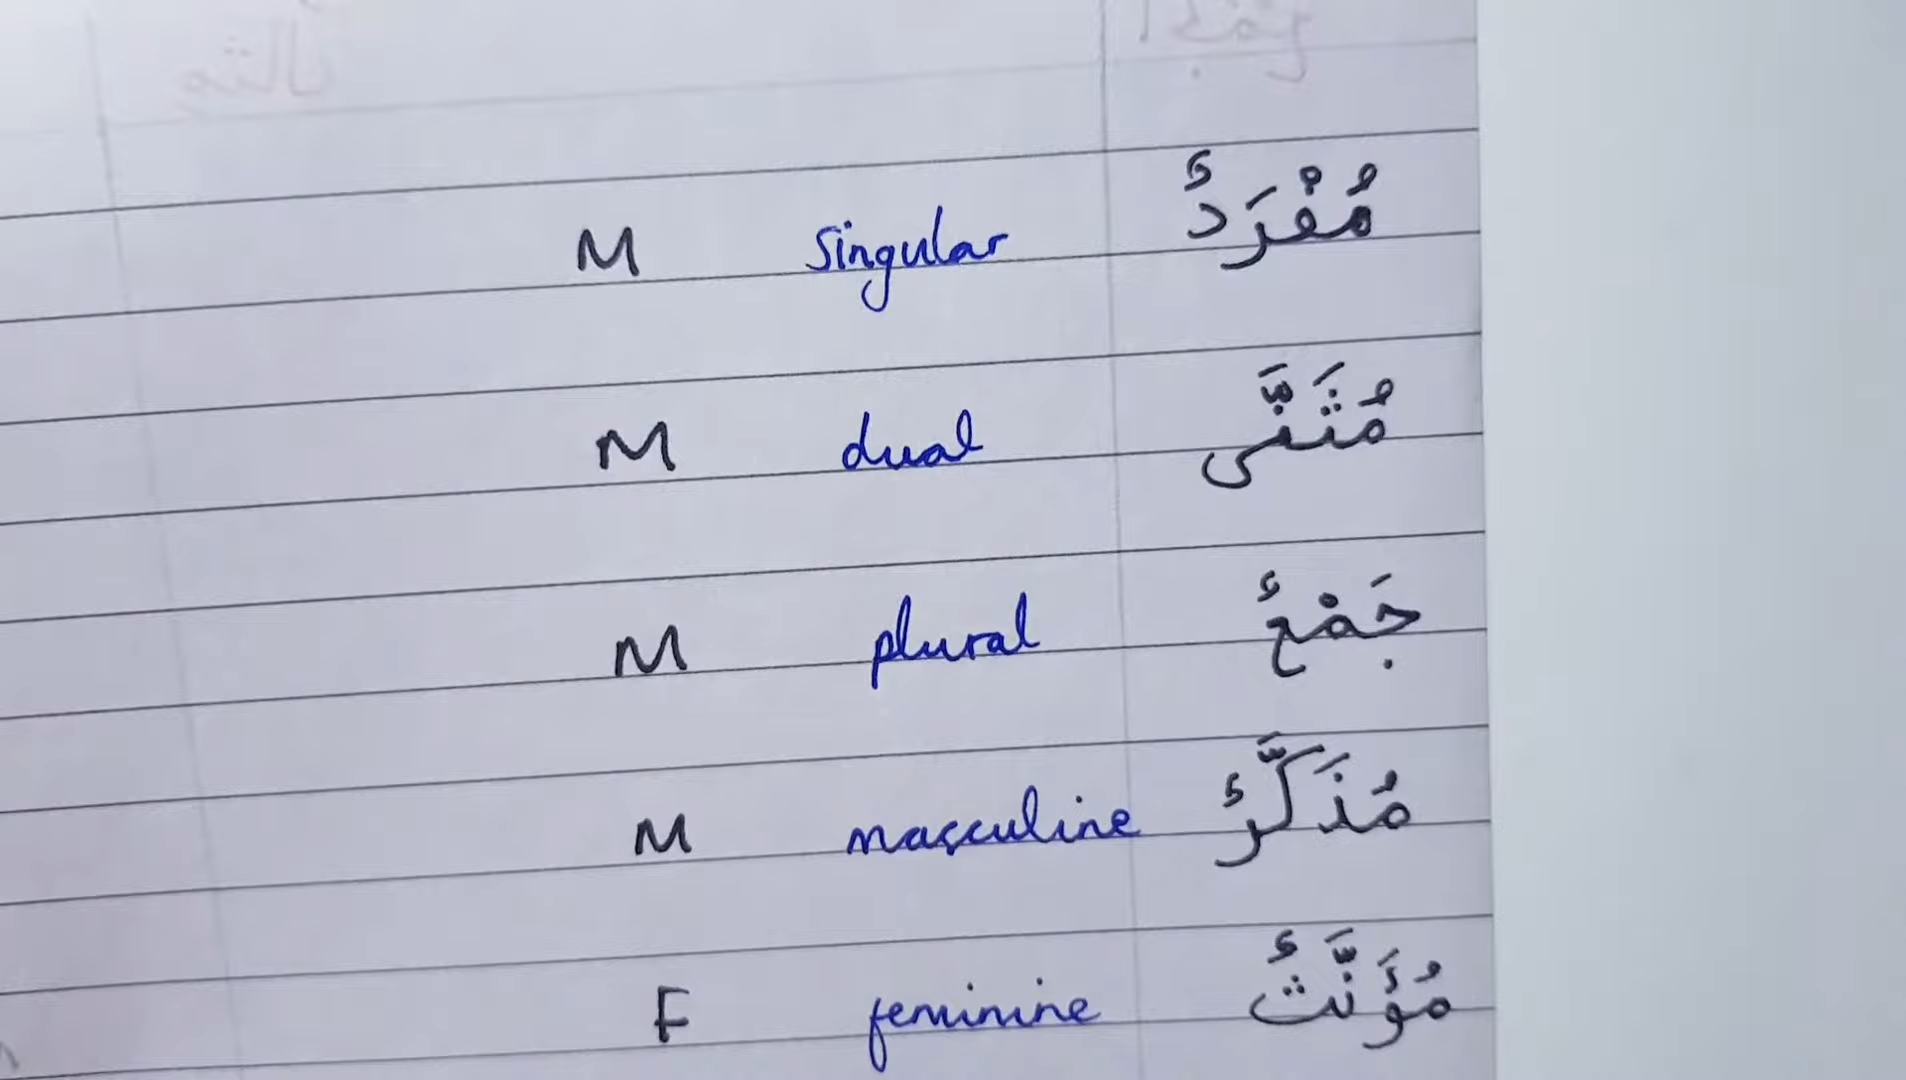 مُفْرَدٌ singular M
مُثَنَّى dual M
جَمْعٌ plural M
مُذَكَّرٌ masculine M
مُؤَنَّثٌ feminine F